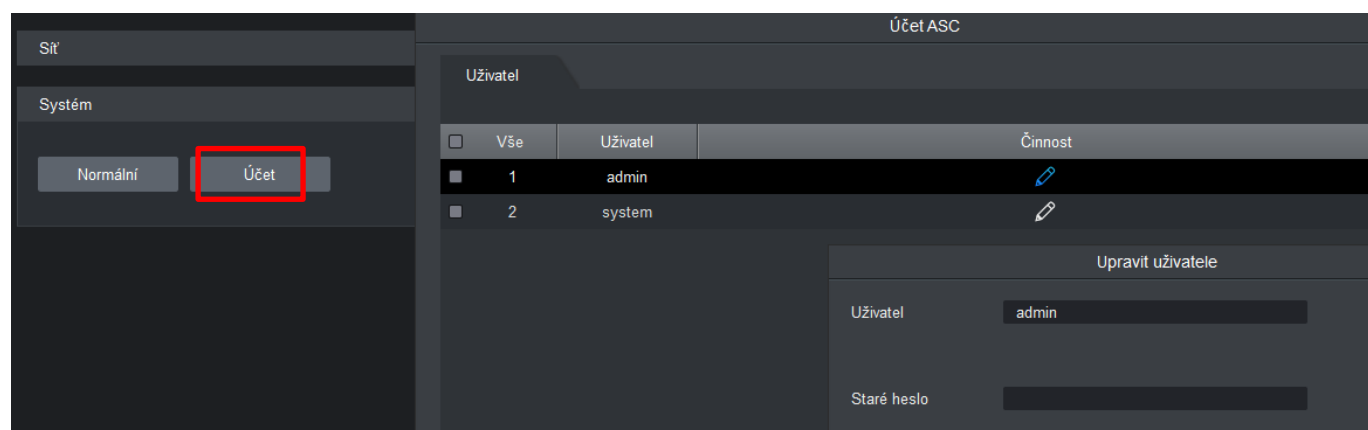 Síť
Systém
Normální
Účet
Účet ASC
Uživatel
Vše Uživatel Činnost
1 admin
2 system
Upravit uživatele
Uživatel admin
Staré heslo